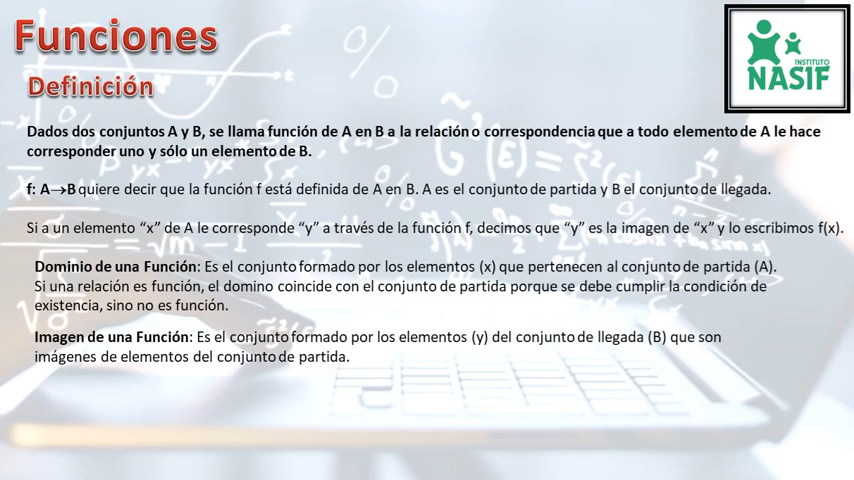 Funciones
INSTITUTO
NASIF
Definición
Dados dos conjuntos A y B, se llama función de A en B a la relación o correspondencia que a todo elemento de A le hace
corresponder uno y sólo un elemento de B.
f: A→B quiere decir que la función f está definida de A en B. A es el conjunto de partida y B el conjunto de llegada.
Si a un elemento “x” de A le corresponde “y” a través de la función f, decimos que “y” es la imagen de “x” y lo escribimos f(x).
Dominio de una Función: Es el conjunto formado por los elementos (x) que pertenecen al conjunto de partida (A).
Si una relación es función, el domino coincide con el conjunto de partida porque se debe cumplir la condición de
existencia, sino no es función.
Imagen de una Función: Es el conjunto formado por los elementos (y) del conjunto de llegada (B) que son
imágenes de elementos del conjunto de partida.